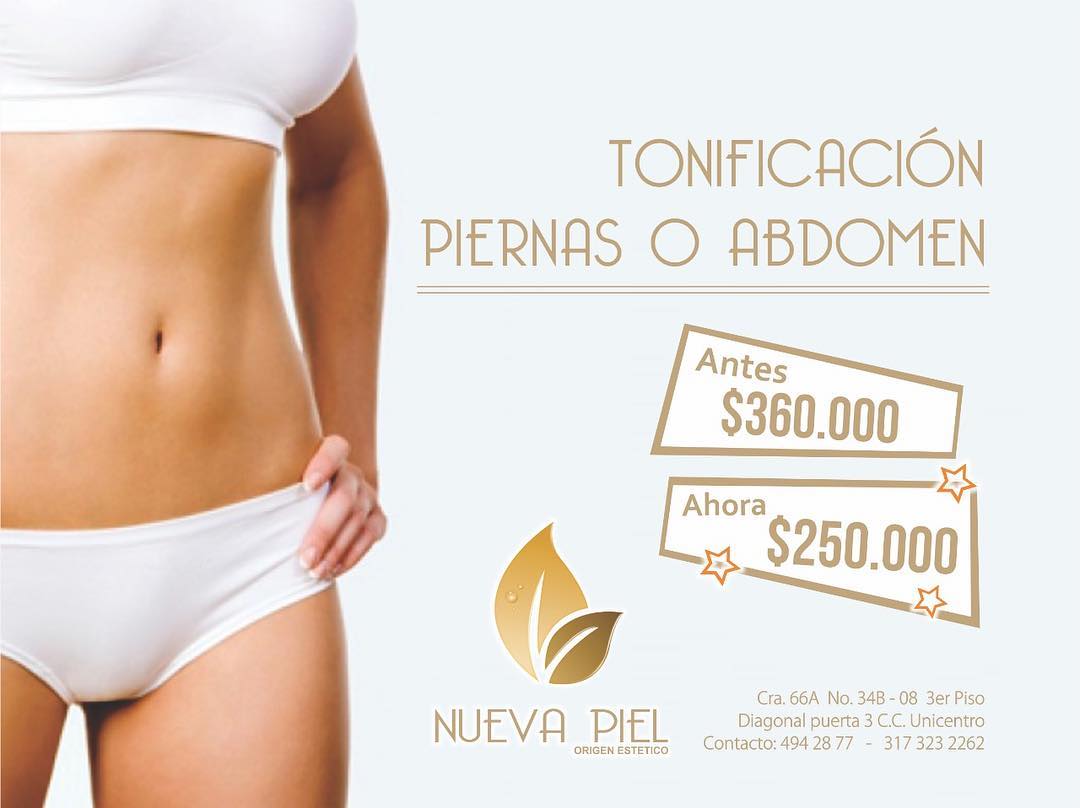 TONIFICACIÓN
PIERNAS O ABDOMEN
Antes
$360.000
Ahora
$250.000
NUEVA PIEL
ORIGEN ESTETICO
Cra. 66A No. 34B - 08 3er Piso
Diagonal puerta 3 C.C. Unicentro
Contacto: 494 28 77 - 317 323 2262